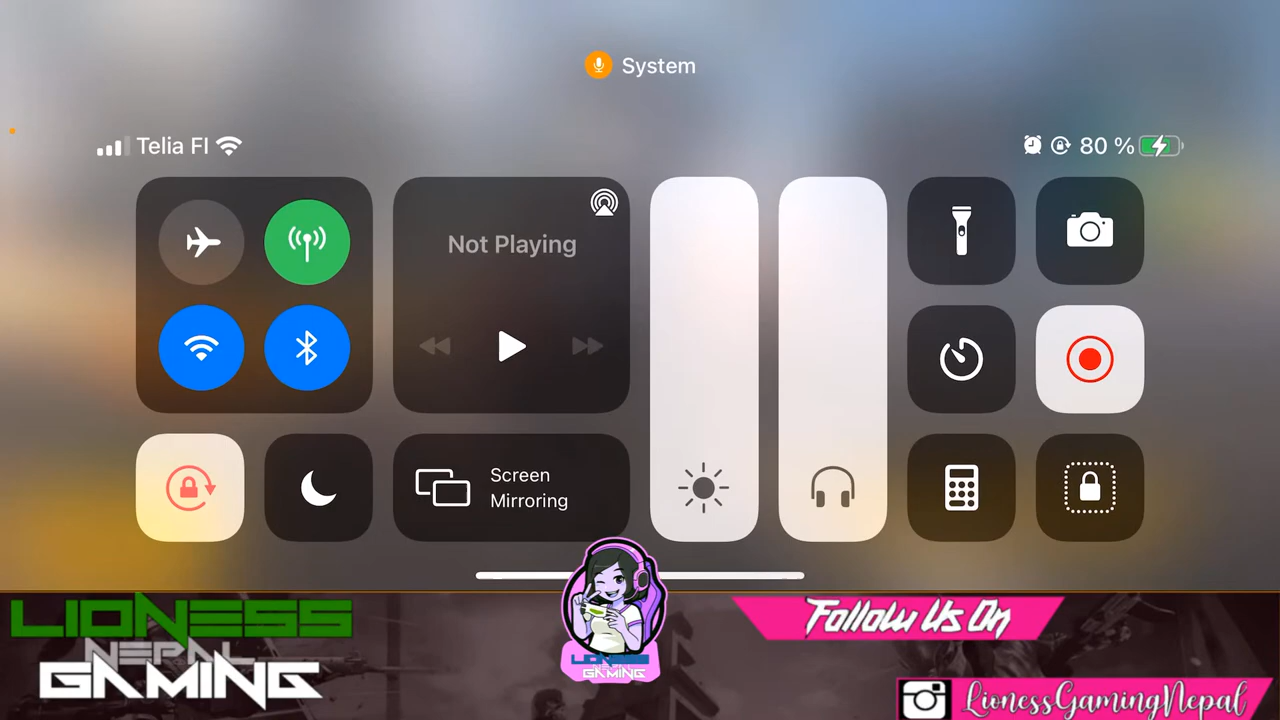 System
Telia FI
80 %
Not Playing
Screen
Mirroring
LIONESS
NEPAL
GAMING
LIONESS
GAMING
Follow Us On
LionessGamingNepal